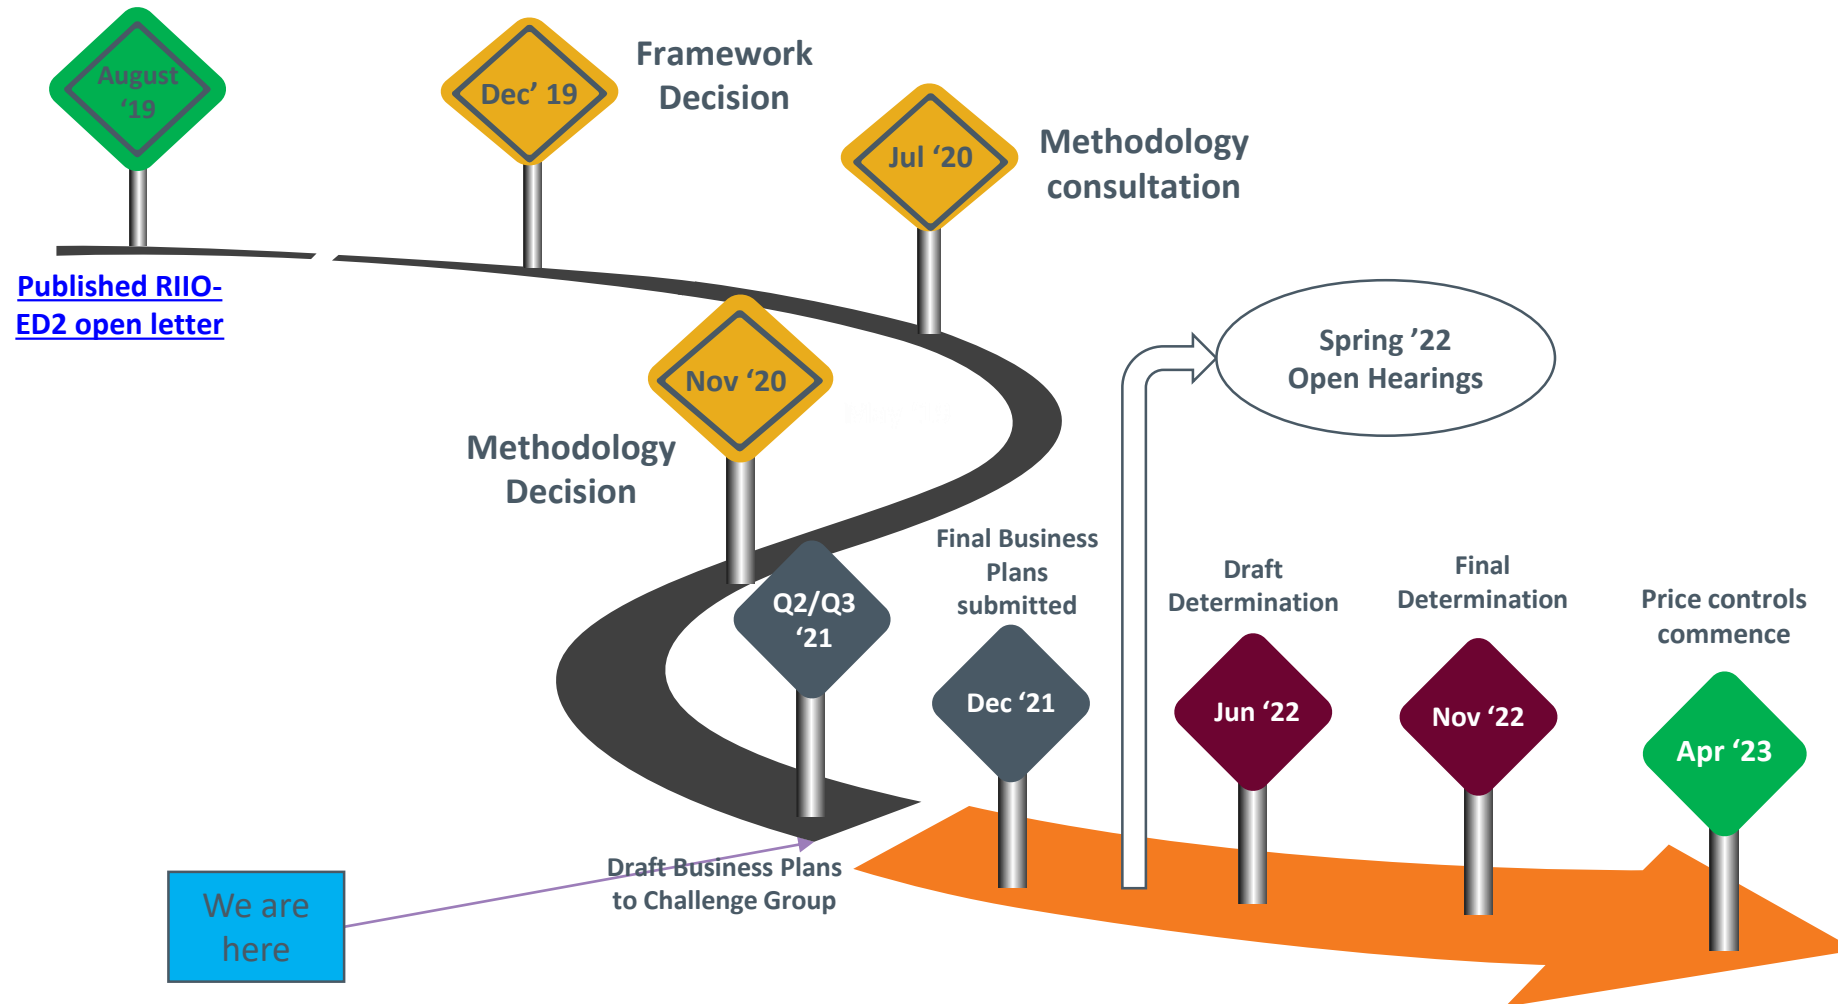 August
‘19
Published RIIO-
ED2 open letter
Dec’ 19
Framework
Decision
Jul ‘20
Methodology
consultation
Nov ‘20
Methodology
Decision
Q2/Q3
‘21
Draft Business Plans
to Challenge Group
We are
here
Final Business
Plans
submitted
Dec ‘21
Spring ’22
Open Hearings
Draft
Determination
Jun ‘22
Final
Determination
Nov ‘22
Price controls
commence
Apr ‘23